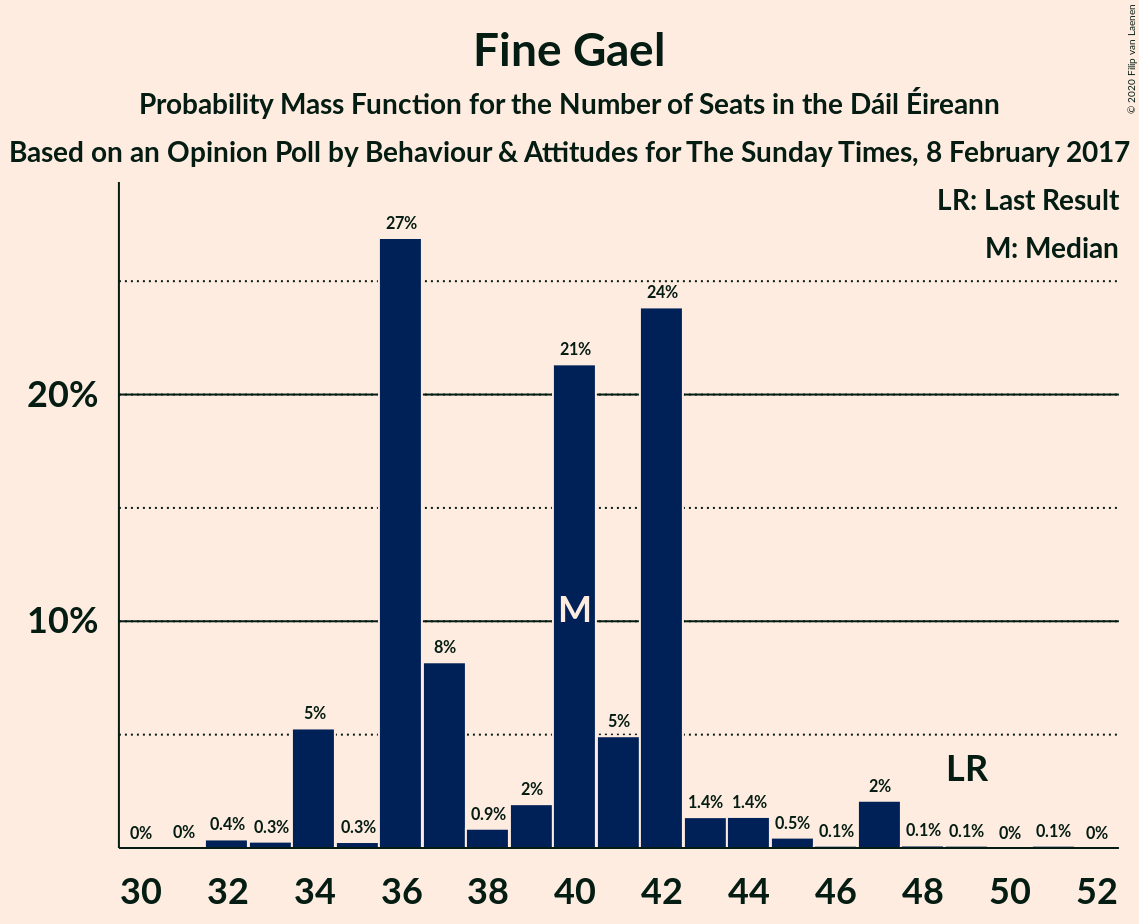 Fine Gael
Probability Mass Function for the Number of Seats in the Dáil Éireann
Based on an Opinion Poll by Behaviour & Attitudes for The Sunday Times, 8 February 2017
© 2020 Filip van Laenen
LR: Last Result
M: Median
20%
10%
0% 0% 0.4% 0.3% 5% 0.3% 27% 8% 0.9% 2% 21% 5% 24% 1.4% 1.4% 0.5% 0.1% 2% 0.1% 0.1% 0% 0.1% 0%
M
LR
30 32 34 36 38 40 42 44 46 48 50 52